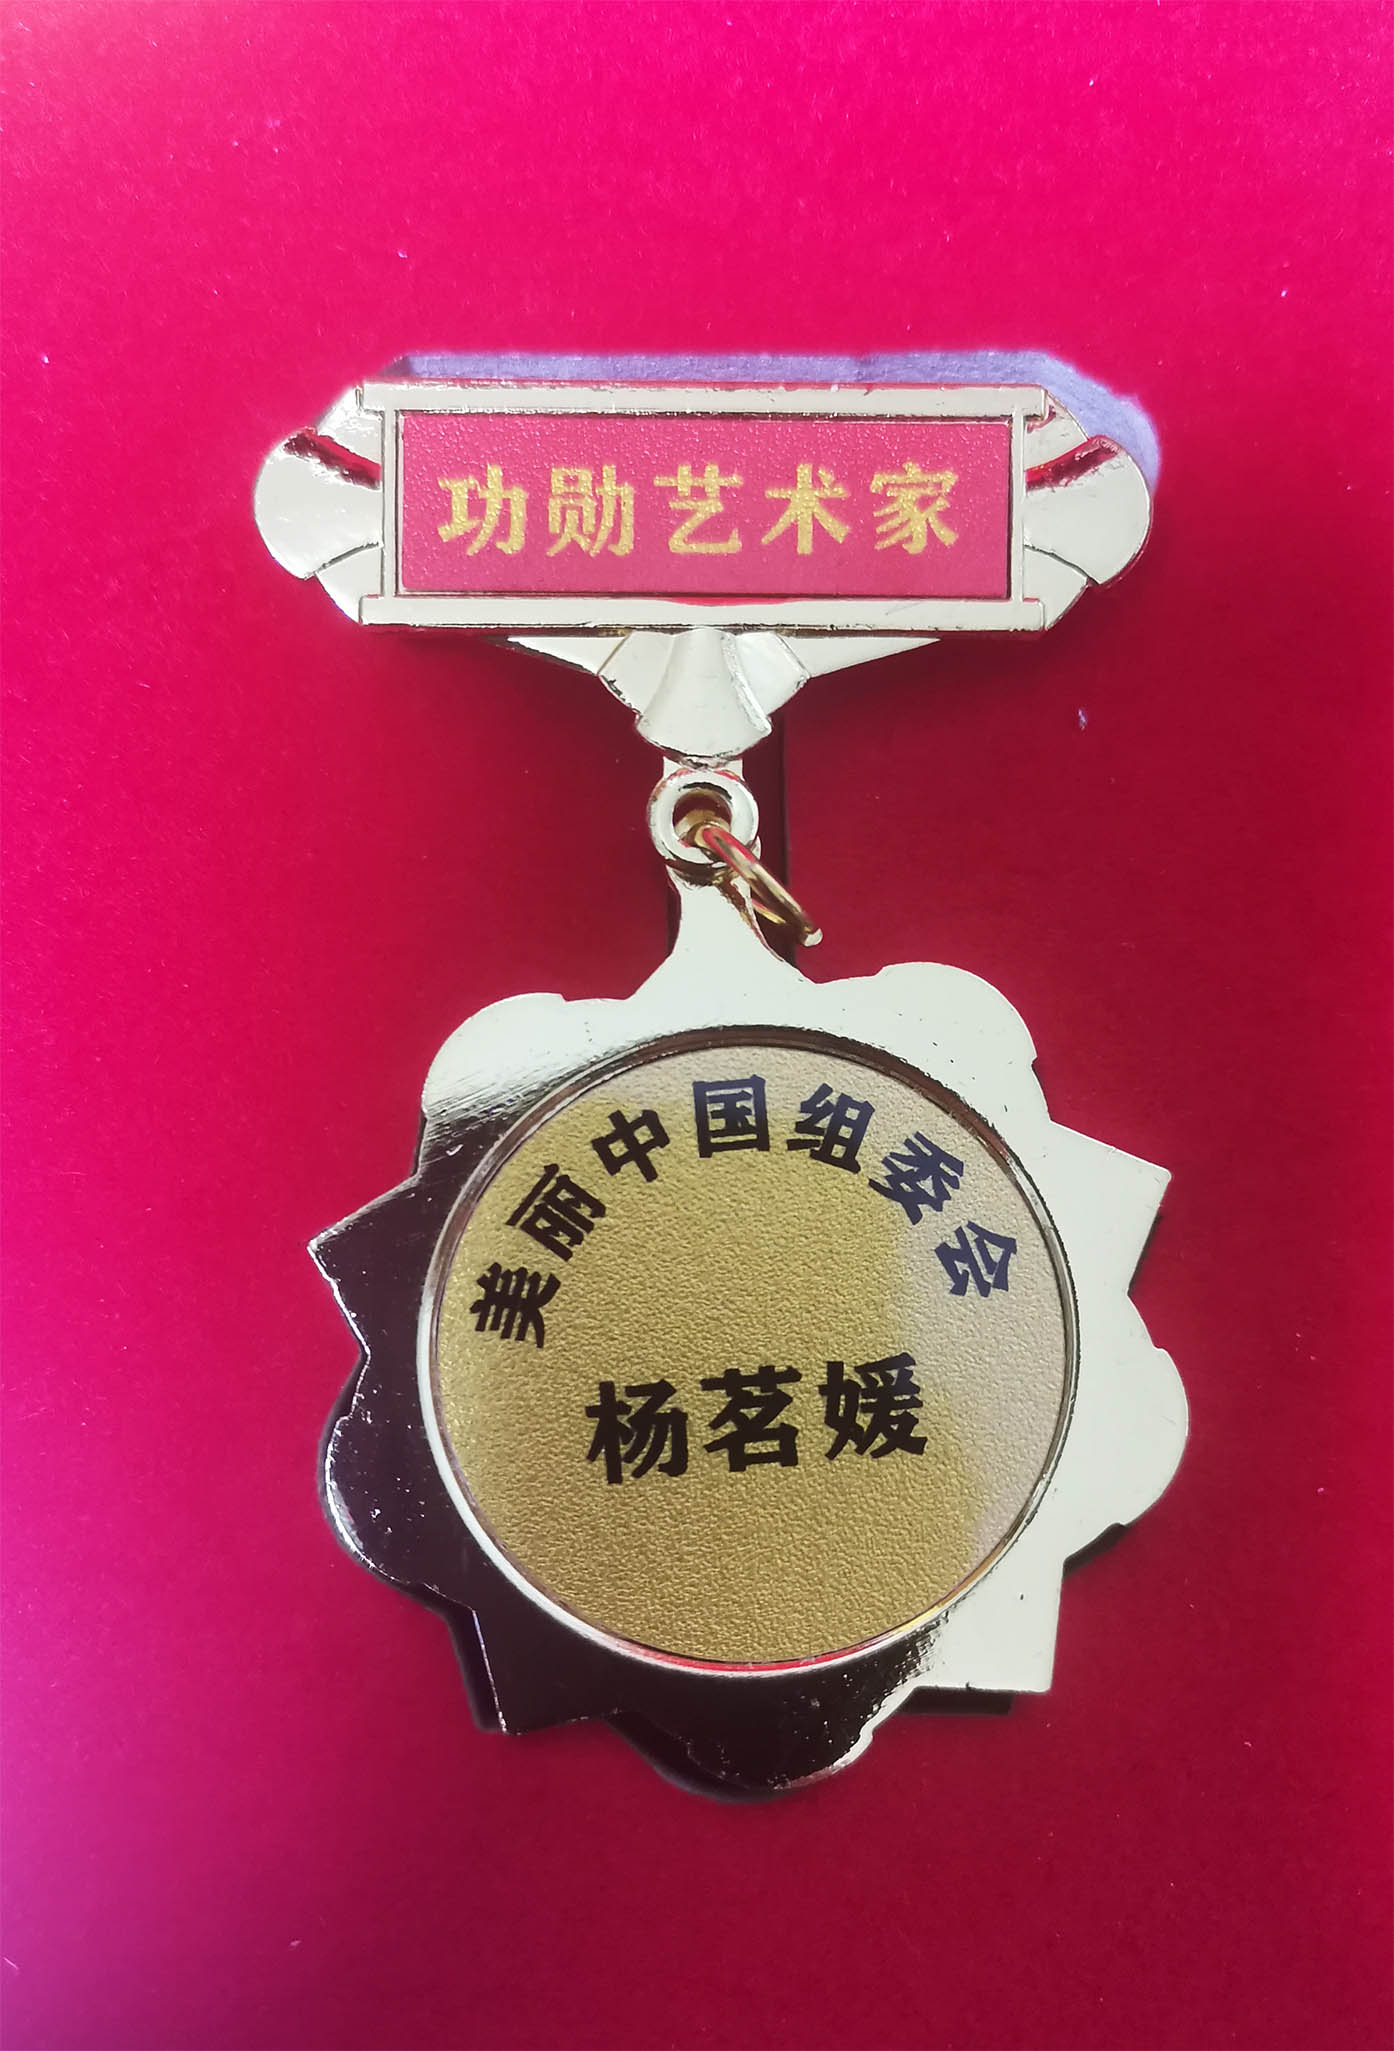 功勋艺术家
美丽中国组委会
杨茗媛